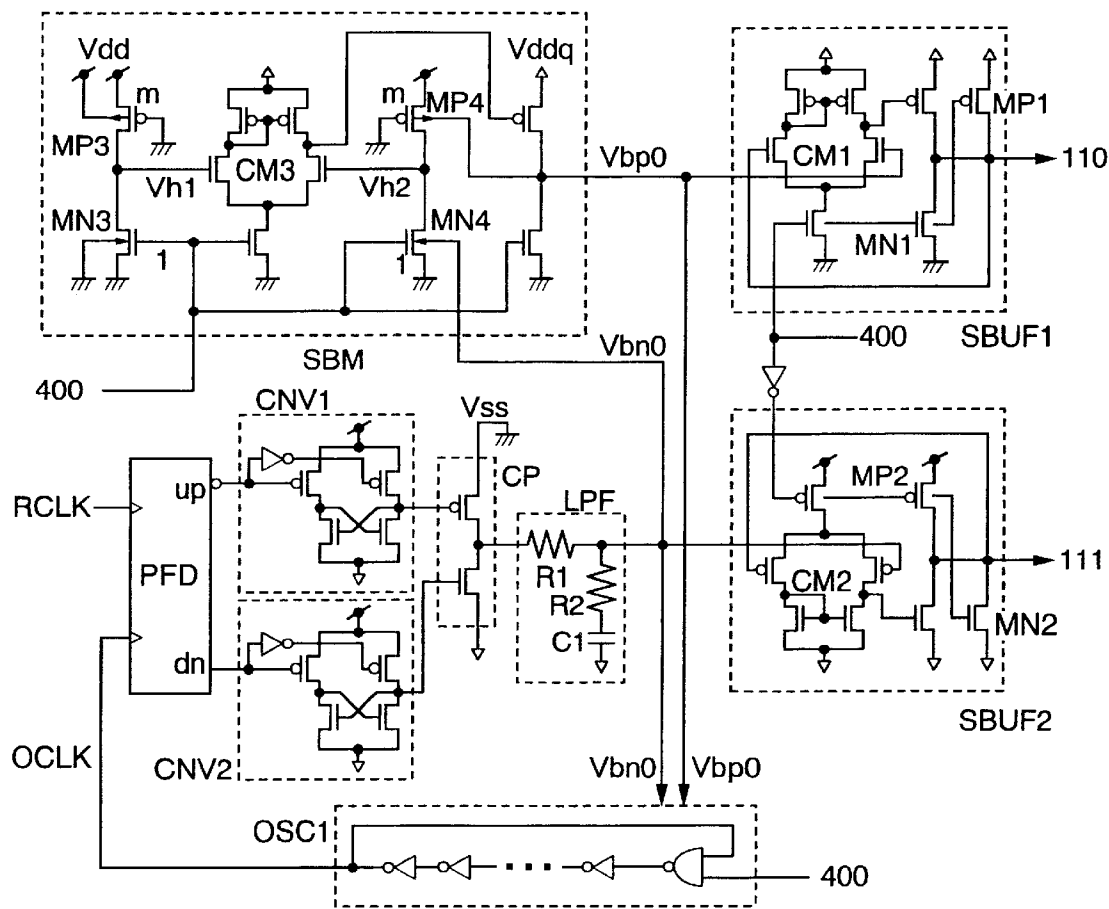 Vdd
Vddq
m
m
MP4
MP3
CM3
Vh1
Vh2
MN3
MN4
1
1
SBM
400
Vbp0
Vbn0
MP1
CM1
110
MN1
SBUF1
400
CNV1
Vss
CP
LPF
RCLK
up
PFD
dn
R1
R2
C1
MP2
CM2
111
MN2
SBUF2
OCLK
CNV2
Vbn0
Vbp0
OSC1
400